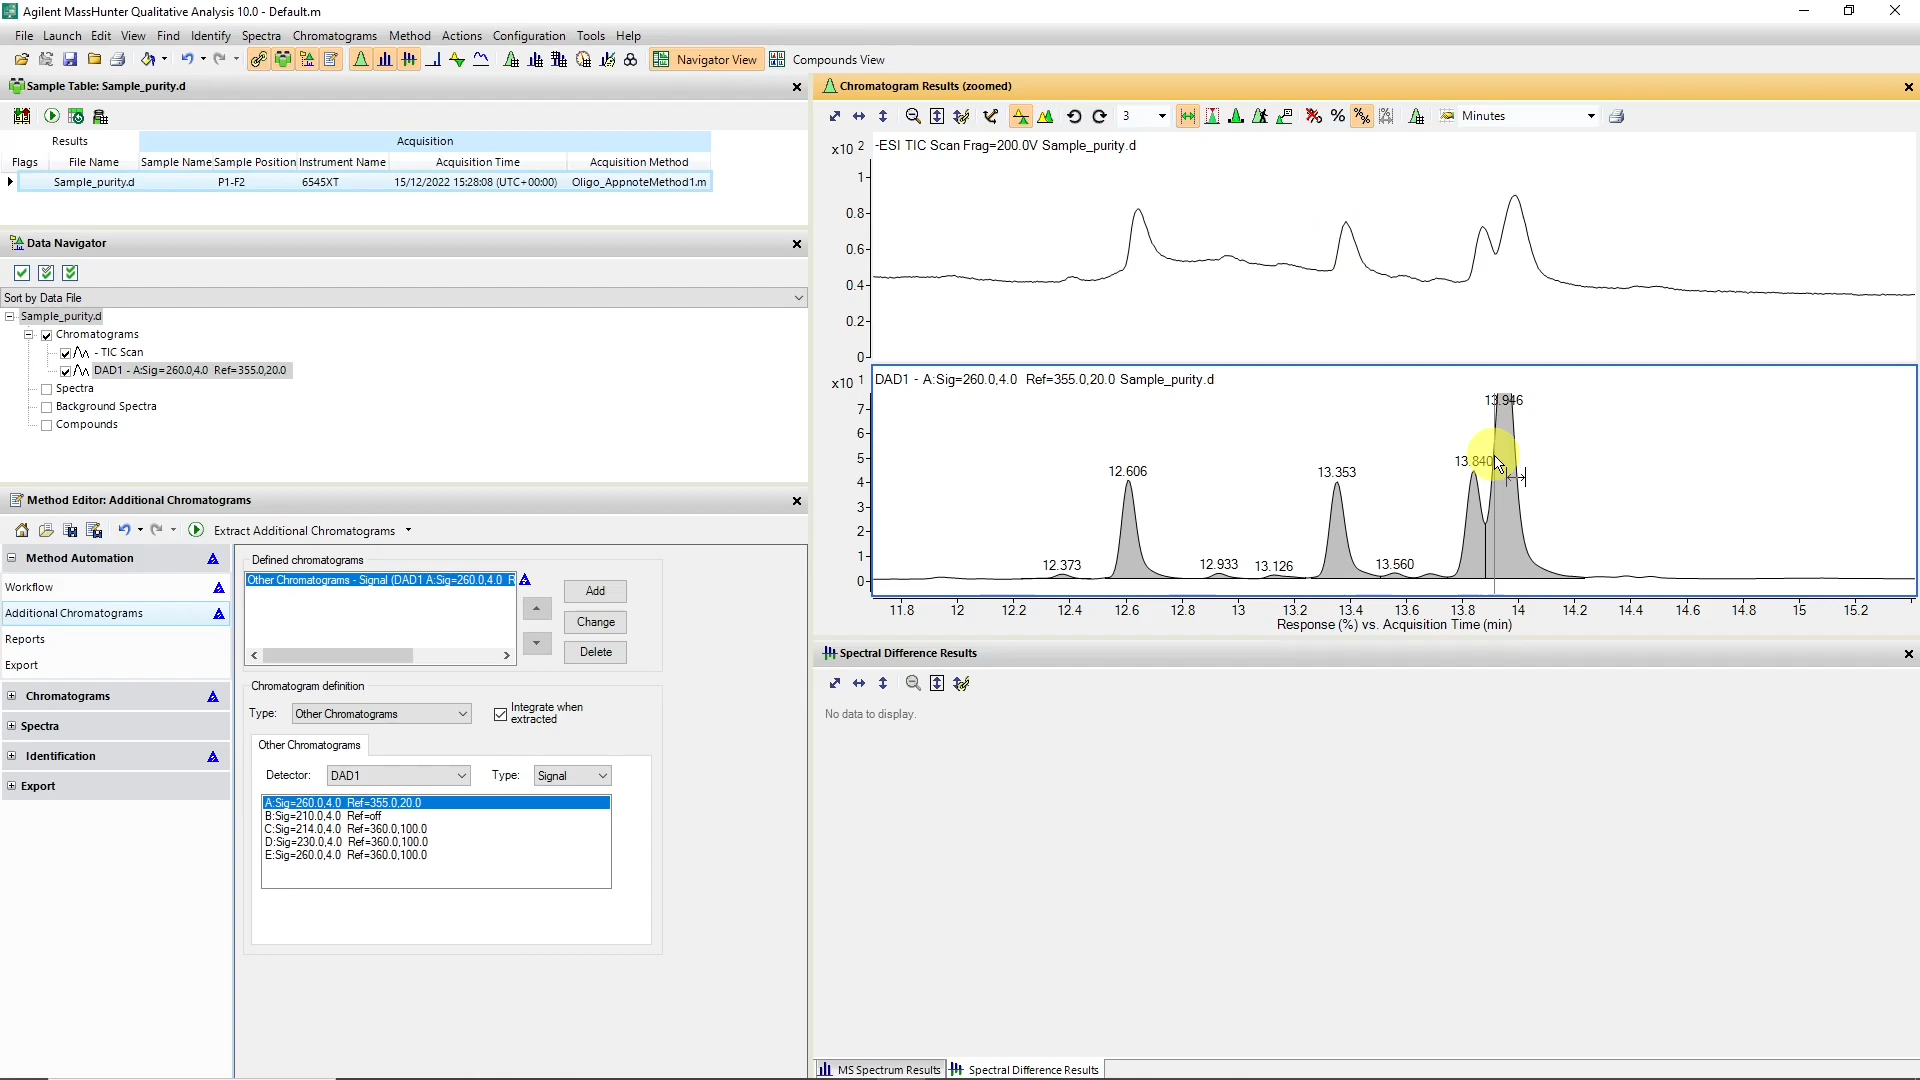 Agilent MassHunter Qualitative Analysis 10.0 - Default.m
File Launch Edit View Find Identify Spectra Chromatograms Method Actions Configuration Tools Help
Navigator View Compounds View
Sample Table: Sample_purity.d
Results Acquisition
Flags File Name Sample Name Sample Position Instrument Name Acquisition Time Acquisition Method
Sample_purity.d P1-F2 6545XT 15/12/2022 15:28:08 (UTC+00:00) Oligo_AppnoteMethod1.m
Data Navigator
Sort by Data File
Sample_purity.d
Chromatograms
- TIC Scan
DAD1 - A:Sig=260.0,4.0 Ref=355.0,20.0
Spectra
Background Spectra
Compounds
Method Editor: Additional Chromatograms
Extract Additional Chromatograms
Method Automation
Workflow
Additional Chromatograms
Reports
Export
Chromatograms
Spectra
Identification
Export
Defined chromatograms
Other Chromatograms - Signal (DAD1 A:Sig=260.0,4.0 R
Add
Change
Delete
Chromatogram definition
Type: Other Chromatograms
Integrate when
extracted
Other Chromatograms
Detector: DAD1 Type: Signal
A:Sig=260.0,4.0 Ref=355.0,20.0
B:Sig=210.0,4.0 Ref=off
C:Sig=214.0,4.0 Ref=360.0,100.0
D:Sig=230.0,4.0 Ref=360.0,100.0
E:Sig=260.0,4.0 Ref=360.0,100.0
Chromatogram Results (zoomed)
3 Minutes
x10 2 -ESI TIC Scan Frag=200.0V Sample_purity.d
1
0.8
0.6
0.4
0.2
0
x10 1 DAD1 - A:Sig=260.0,4.0 Ref=355.0,20.0 Sample_purity.d
7
6
5
4
3
2
1
0
12.373 12.606 12.933 13.126 13.353 13.560 13.840 13.946
11.8 12 12.2 12.4 12.6 12.8 13 13.2 13.4 13.6 13.8 14 14.2 14.4 14.6 14.8 15 15.2
Response (%) vs. Acquisition Time (min)
Spectral Difference Results
No data to display.
MS Spectrum Results Spectral Difference Results